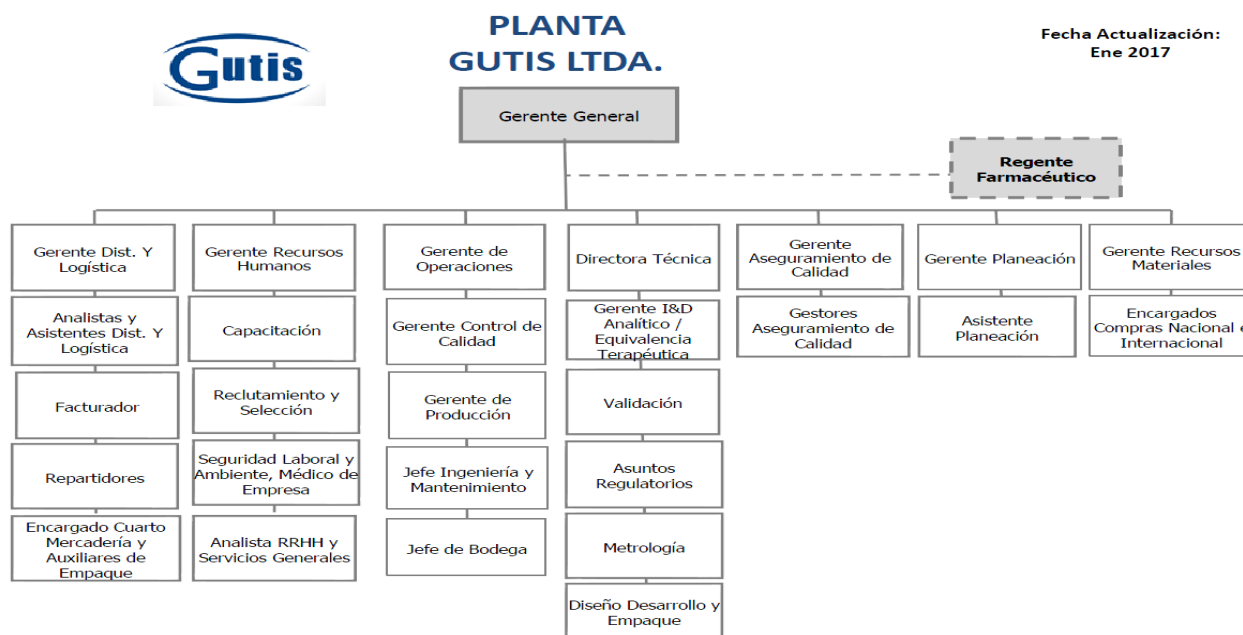 Gutis
PLANTA
GUTIS LTDA.
Fecha Actualización:
Ene 2017
Gerente General
Regente
Farmacéutico
Gerente Dist. Y
Logística
Gerente Recursos
Humanos
Gerente de
Operaciones
Directora Técnica
Gerente
Aseguramiento de
Calidad
Gerente Planeación
Gerente Recursos
Materiales
Analistas y
Asistentes Dist. Y
Logística
Capacitación
Gerente Control de
Calidad
Gerente I&D
Analítico /
Equivalencia
Terapéutica
Gestores
Aseguramiento de
Calidad
Asistente
Planeación
Encargados
Compras Nacional e
Internacional
Facturador
Reclutamiento y
Selección
Gerente de
Producción
Validación
Repartidores
Seguridad Laboral y
Ambiente, Médico de
Empresa
Jefe Ingeniería y
Mantenimiento
Asuntos
Regulatorios
Encargado Cuarto
Mercadería y
Auxiliares de
Empaque
Analista RRHH y
Servicios Generales
Jefe de Bodega
Metrología
Diseño Desarrollo y
Empaque